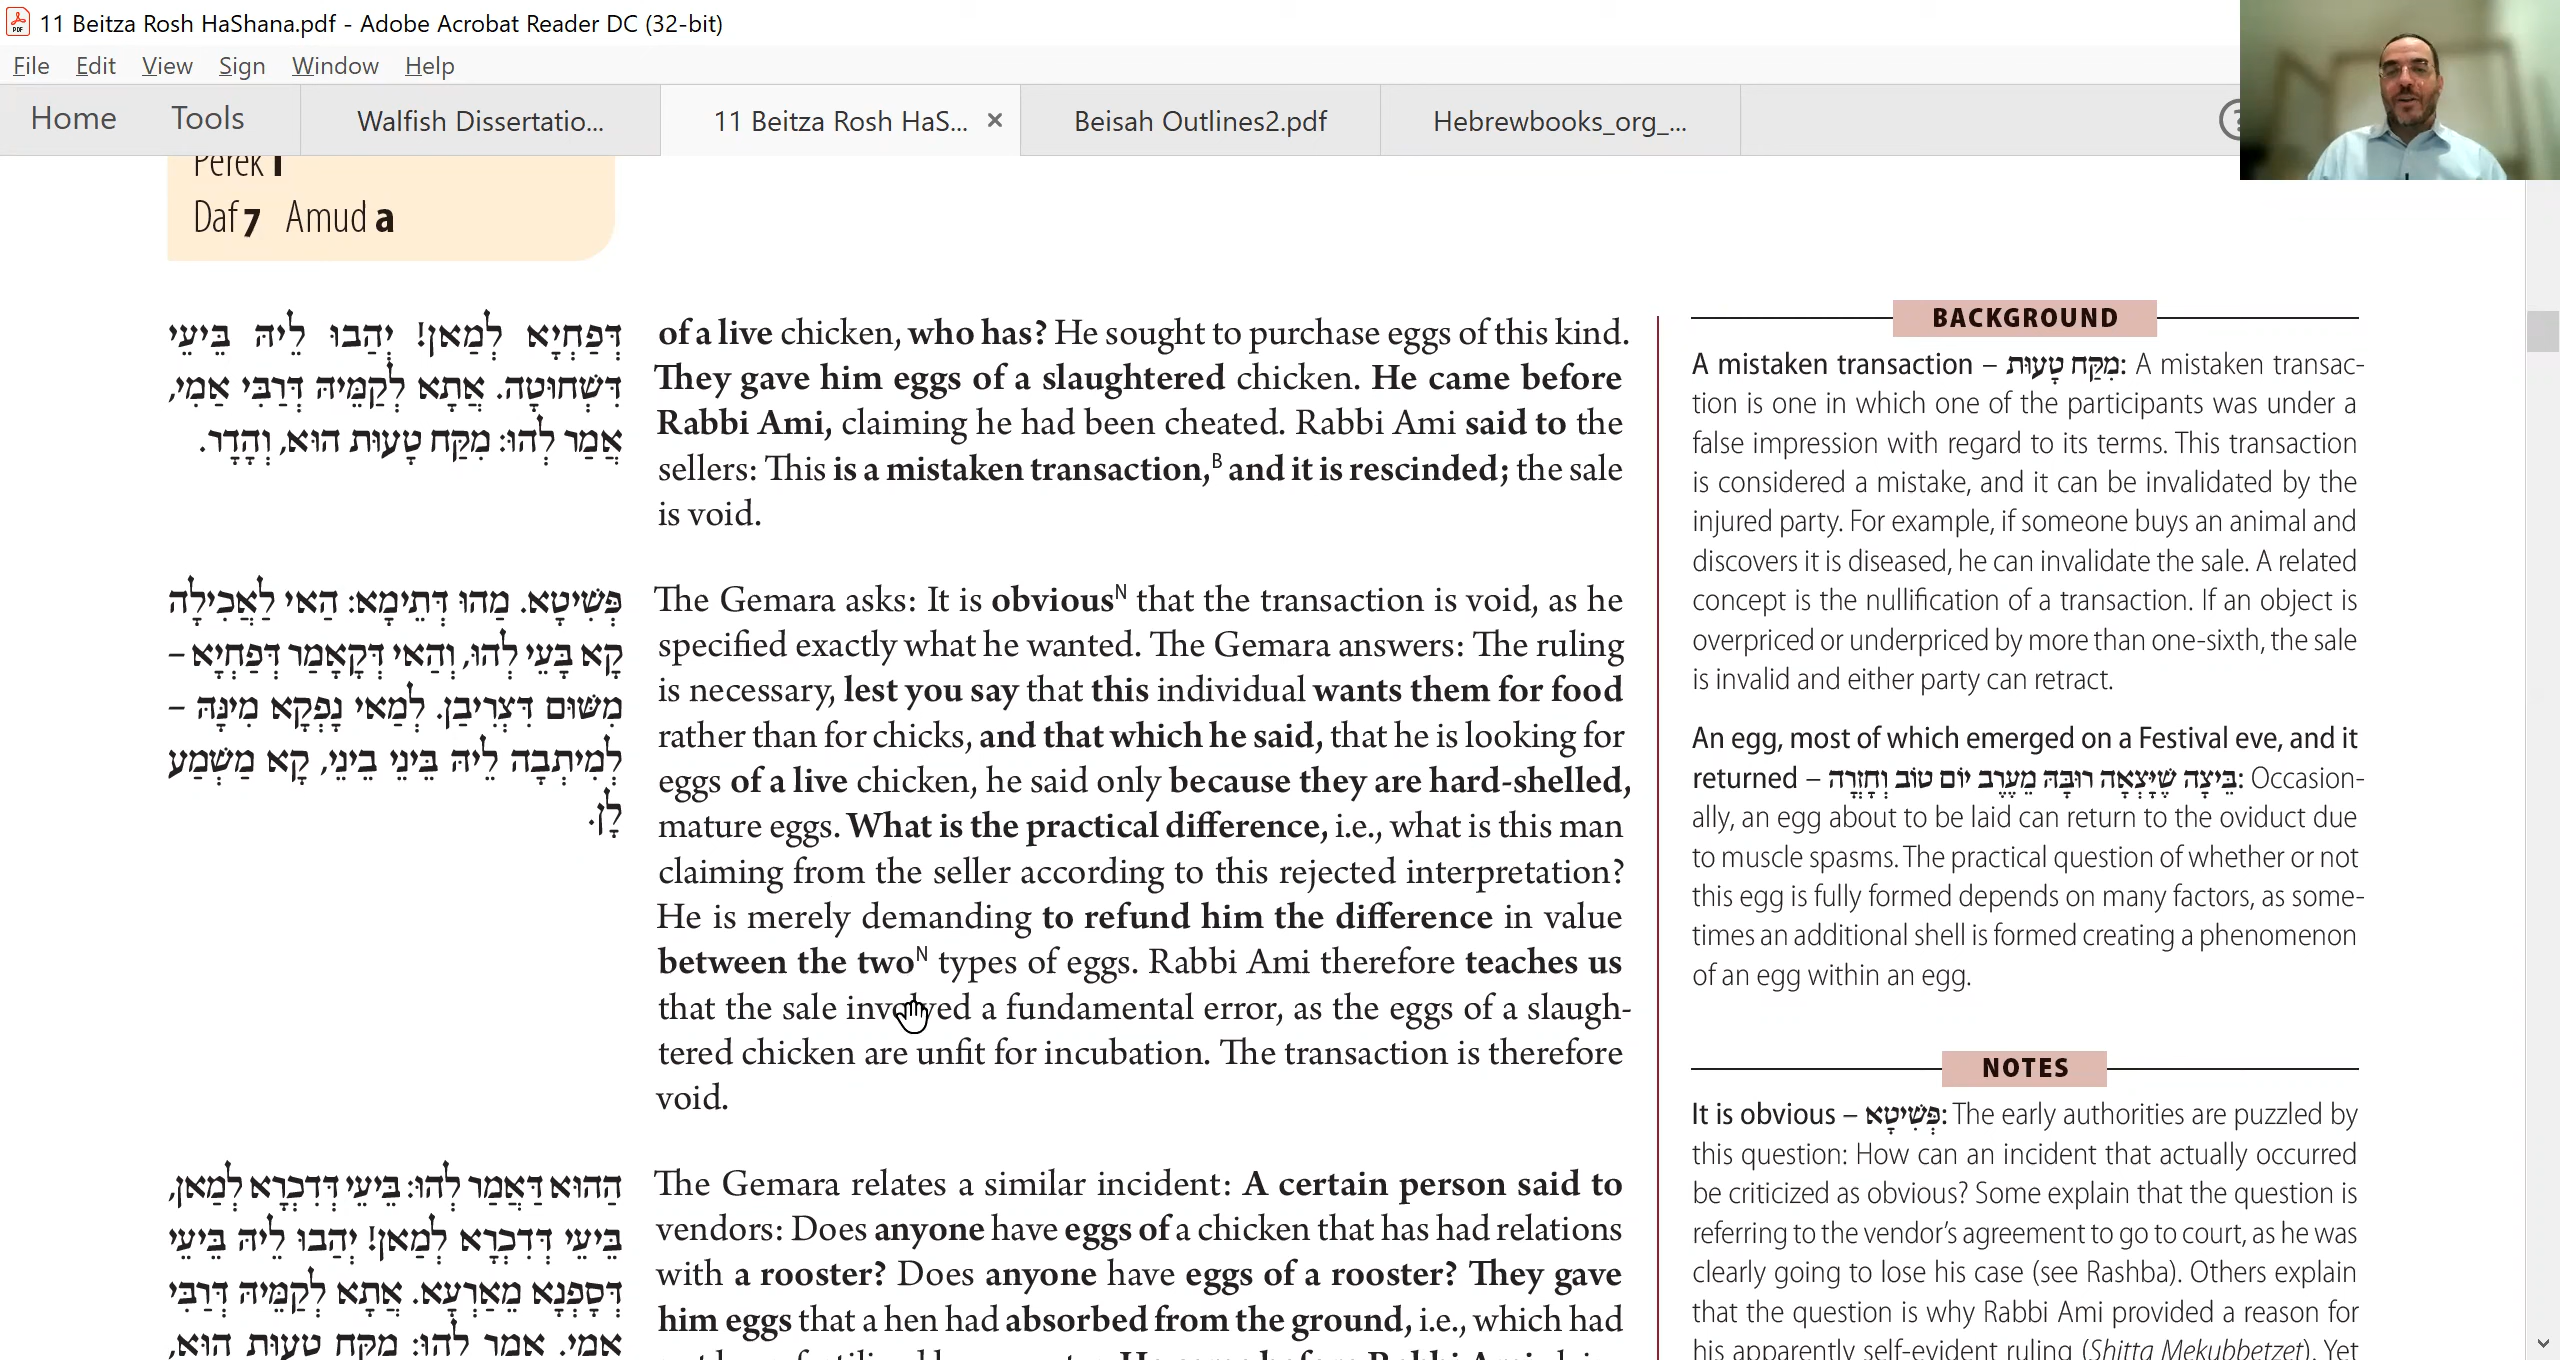 11 Beitza Rosh HaShana.pdf - Adobe Acrobat Reader DC (32-bit)
File Edit View Sign Window Help
Home Tools Walfish Dissertatio... 11 Beitza Rosh HaS... × Beisah Outlines2.pdf Hebrewbooks_org_...
Perek I
Daf 7 Amud a
דְּפַחְיָא לְמַאן! יְהַבוּ לֵיהּ בֵּיעֵי
דִּשְׁחוּטָה. אֲתָא לְקַמֵּיהּ דְּרַבִּי אַמִי,
אֲמַר לְהוּ: מִקַּח טָעוּת הוּא, וְהָדַר.
of a live chicken, who has? He sought to purchase eggs of this kind.
They gave him eggs of a slaughtered chicken. He came before
Rabbi Ami, claiming he had been cheated. Rabbi Ami said to the
sellers: This is a mistaken transaction,B and it is rescinded; the sale
is void.
פְּשִׁיטָא. מַהוּ דְּתֵימָא: הַאי לַאֲכִילָה
קָא בָּעֵי לְהוּ, וְהַאי דְּקָאָמַר דְּפַחְיָא –
מִשּׁוּם דִּצְרִיבָן. לְמַאי נָפְקָא מִינָּהּ –
לְמִיתְבָה לֵיהּ בֵּינֵי בֵּינֵי, קָא מַשְׁמַע
לָן.
The Gemara asks: It is obviousN that the transaction is void, as he
specified exactly what he wanted. The Gemara answers: The ruling
is necessary, lest you say that this individual wants them for food
rather than for chicks, and that which he said, that he is looking for
eggs of a live chicken, he said only because they are hard-shelled,
mature eggs. What is the practical difference, i.e., what is this man
claiming from the seller according to this rejected interpretation?
He is merely demanding to refund him the difference in value
between the twoN types of eggs. Rabbi Ami therefore teaches us
that the sale involved a fundamental error, as the eggs of a slaugh-
tered chicken are unfit for incubation. The transaction is therefore
void.
הַהוּא דַּאֲמַר לְהוּ: בֵּיעֵי דְּדִכְרָא לְמַאן,
בֵּיעֵי דְּדִכְרָא לְמַאן! יְהַבוּ לֵיהּ בֵּיעֵי
דְּסָפְנָא מֵאַרְעָא. אֲתָא לְקַמֵּיהּ דְּרַבִּי
אמי. אמר להו: מקח טעות הוא,
The Gemara relates a similar incident: A certain person said to
vendors: Does anyone have eggs of a chicken that has had relations
with a rooster? Does anyone have eggs of a rooster? They gave
him eggs that a hen had absorbed from the ground, i.e., which had
BACKGROUND
A mistaken transaction – מִקַּח טָעוּת: A mistaken transac-
tion is one in which one of the participants was under a
false impression with regard to its terms. This transaction
is considered a mistake, and it can be invalidated by the
injured party. For example, if someone buys an animal and
discovers it is diseased, he can invalidate the sale. A related
concept is the nullification of a transaction. If an object is
overpriced or underpriced by more than one-sixth, the sale
is invalid and either party can retract.
An egg, most of which emerged on a Festival eve, and it
returned – בֵּיצָה שֶׁיָּצְאָה רוּבָּהּ מֵעֶרֶב יוֹם טוֹב וְחָזְרָה: Occasion-
ally, an egg about to be laid can return to the oviduct due
to muscle spasms. The practical question of whether or not
this egg is fully formed depends on many factors, as some-
times an additional shell is formed creating a phenomenon
of an egg within an egg.
NOTES
It is obvious – פְּשִׁיטָא: The early authorities are puzzled by
this question: How can an incident that actually occurred
be criticized as obvious? Some explain that the question is
referring to the vendor's agreement to go to court, as he was
clearly going to lose his case (see Rashba). Others explain
that the question is why Rabbi Ami provided a reason for
his apparently self-evident ruling (Shitta Mekubbetzet). Yet